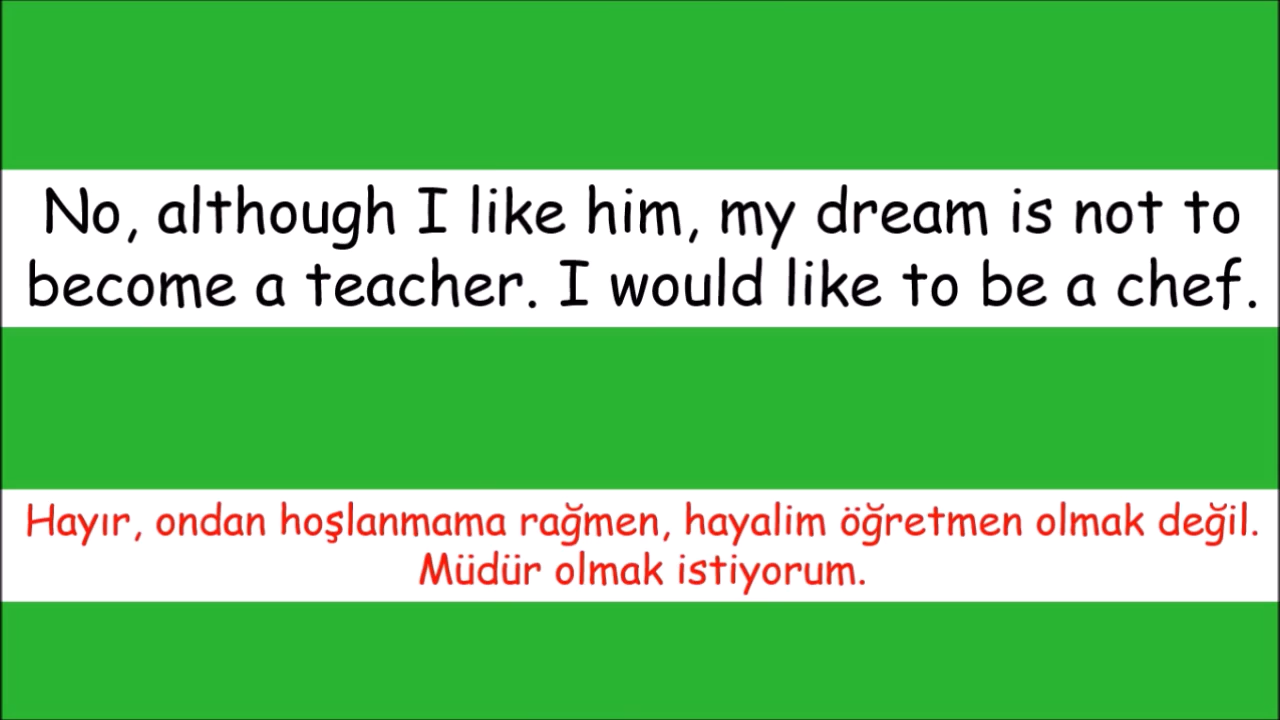 No, although I like him, my dream is not to
become a teacher. I would like to be a chef.
Hayır, ondan hoşlanmama rağmen, hayalim öğretmen olmak değil.
Müdür olmak istiyorum.